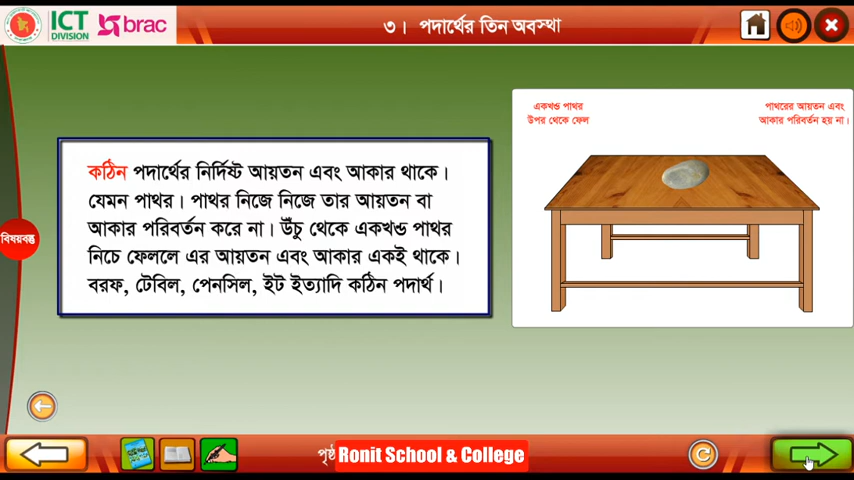 ICT
DIVISION
brac
৩। পদার্থের তিন অবস্থা
একখণ্ড পাথর
উপর থেকে ফেল
পাথরের আয়তন এবং
আকার পরিবর্তন হয় না।
কঠিন পদার্থের নির্দিষ্ট আয়তন এবং আকার থাকে।
যেমন পাথর। পাথর নিজে নিজে তার আয়তন বা
আকার পরিবর্তন করে না। উঁচু থেকে একখন্ড পাথর
নিচে ফেললে এর আয়তন এবং আকার একই থাকে।
বরফ, টেবিল, পেনসিল, ইট ইত্যাদি কঠিন পদার্থ।
বিষয়বস্তু
Ronit School & College